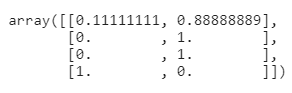 array([[0.11111111, 0.88888889],
       [0.        , 1.        ],
       [0.        , 1.        ],
       [1.        , 0.        ]])